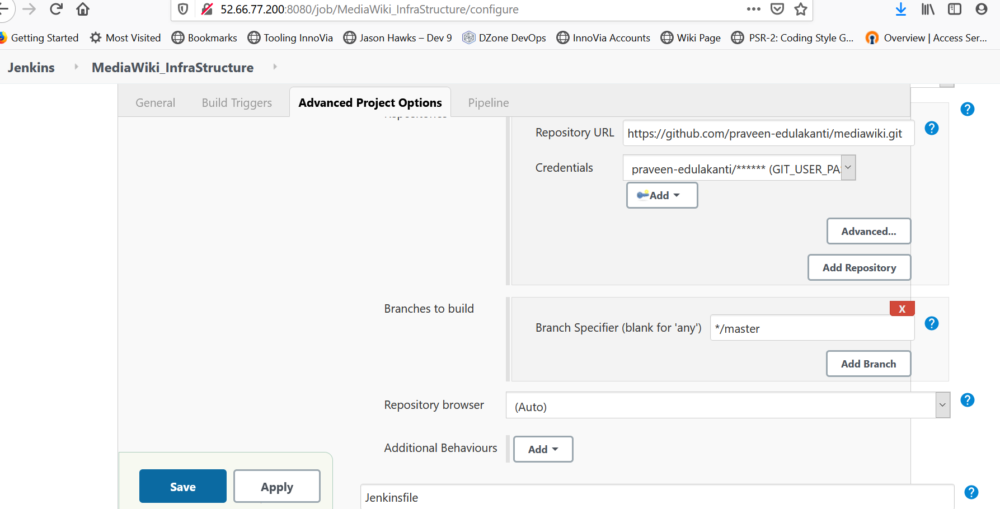 52.66.77.200:8080/job/MediaWiki_InfraStructure/configure
Getting Started Most Visited Bookmarks Tooling InnoVia Jason Hawks – Dev 9 DZone DevOps InnoVia Accounts Wiki Page PSR-2: Coding Style G... Overview | Access Ser...
Jenkins MediaWiki_InfraStructure
General Build Triggers Advanced Project Options Pipeline
Repository URL https://github.com/praveen-edulakanti/mediawiki.git
Credentials praveen-edulakanti/****** (GIT_USER_PA
Add
Advanced...
Add Repository
Branches to build
X
Branch Specifier (blank for 'any') */master
Add Branch
Repository browser (Auto)
Additional Behaviours Add
Save Apply
Jenkinsfile